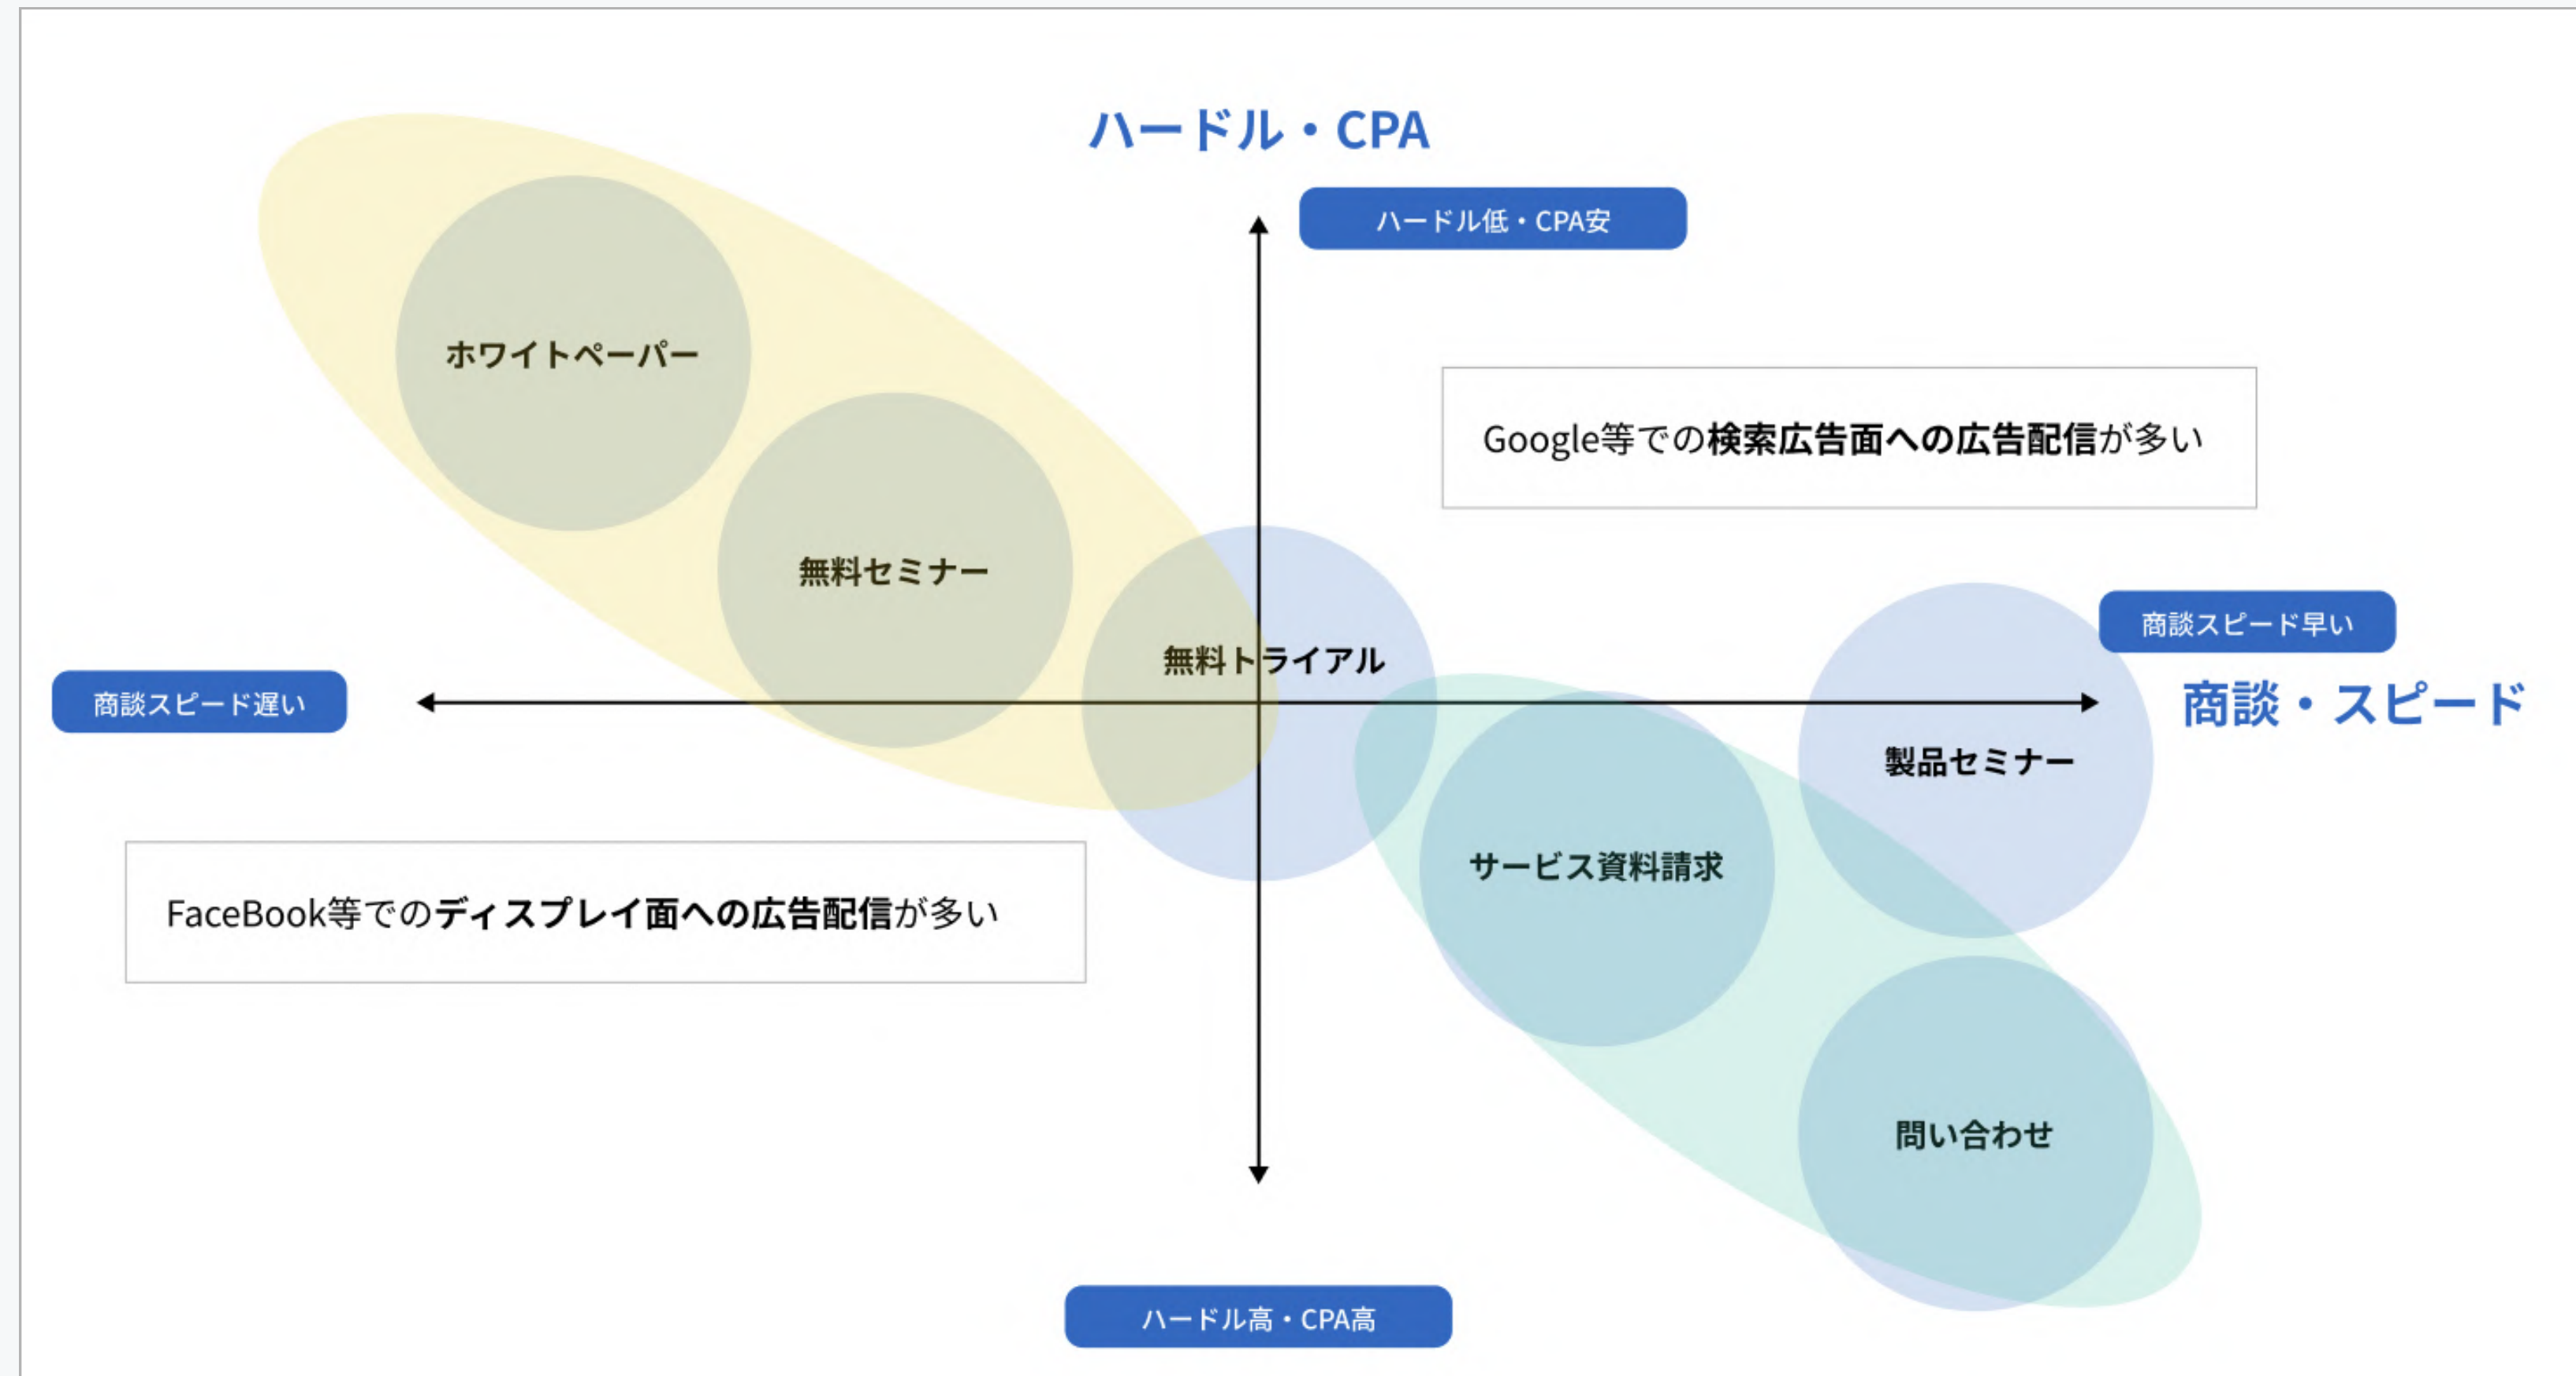 ハードル・CPA
ハードル低・CPA安
ホワイトペーパー
Google等での検索広告面への広告配信が多い
無料セミナー
商談スピード早い
無料トライアル
商談スピード遅い
商談・スピード
製品セミナー
サービス資料請求
FaceBook等でのディスプレイ面への広告配信が多い
問い合わせ
ハードル高・CPA高